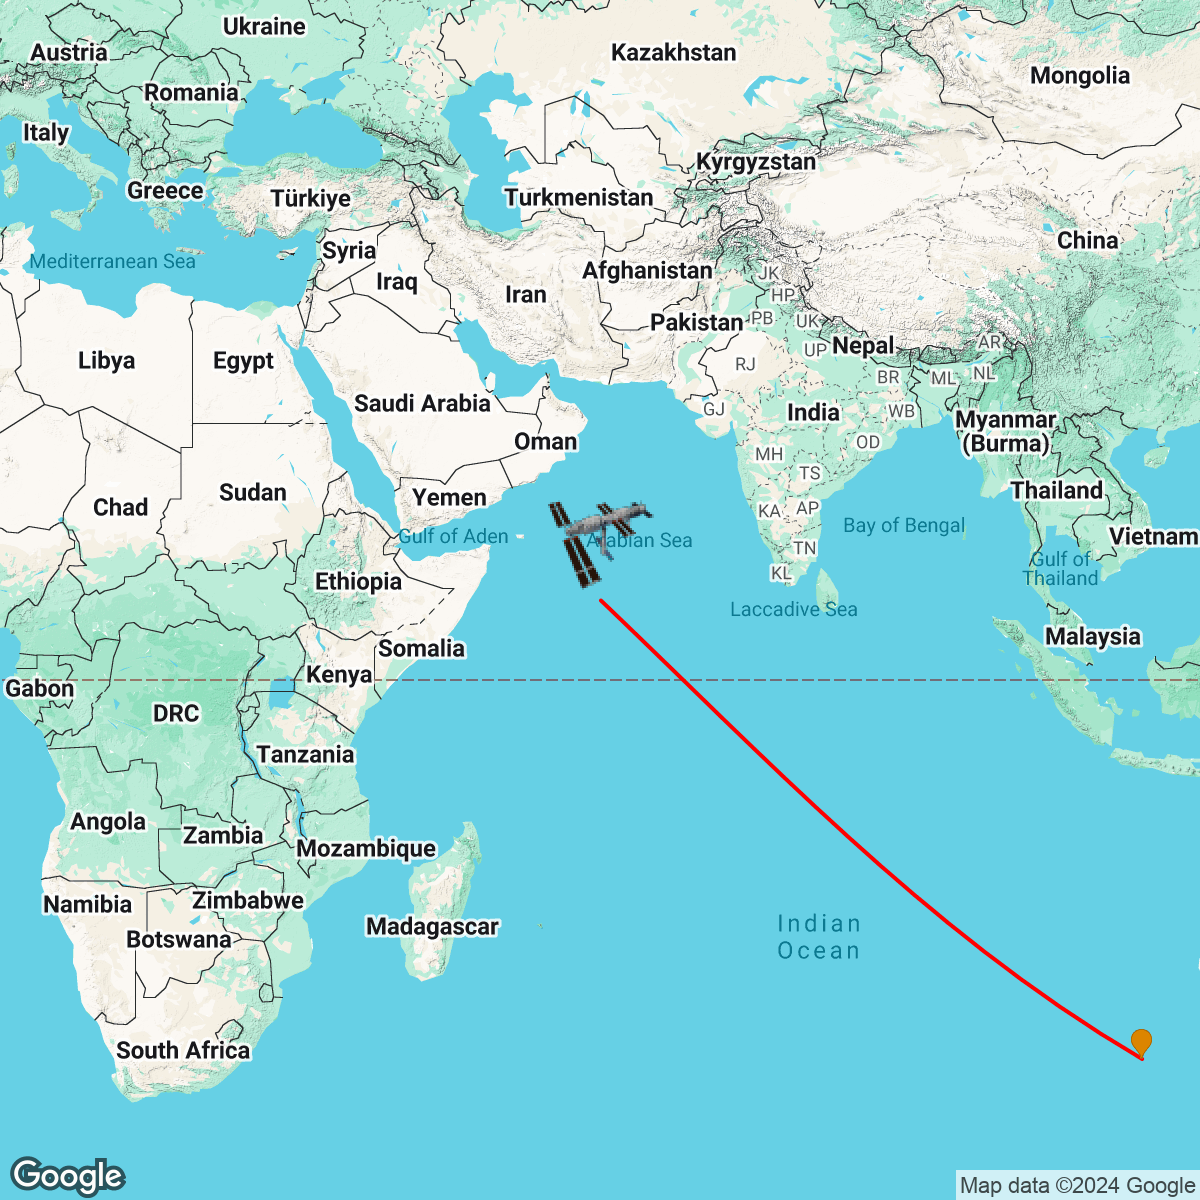 Ukraine
Austria
Kazakhstan
Mongolia
Romania
Italy
Kyrgyzstan
Greece
Türkiye
Turkmenistan
China
Syria
Mediterranean Sea
Afghanistan
JK
Iraq
Iran
HP
Pakistan
PB
UK
Nepal
AR
UP
Libya
Egypt
RJ
BR
ML
NL
Saudi Arabia
GJ
India
WB
Myanmar
(Burma)
Oman
OD
MH
TS
Sudan
Yemen
Thailand
Chad
KA
AP
Bay of Bengal
Gulf of Aden
Arabian Sea
Vietnam
TN
Gulf of
Thailand
Ethiopia
KL
Laccadive Sea
Malaysia
Somalia
Kenya
Gabon
DRC
Tanzania
Angola
Zambia
Mozambique
Zimbabwe
Namibia
Madagascar
Indian
Ocean
Botswana
South Africa
Google
Map data ©2024 Google